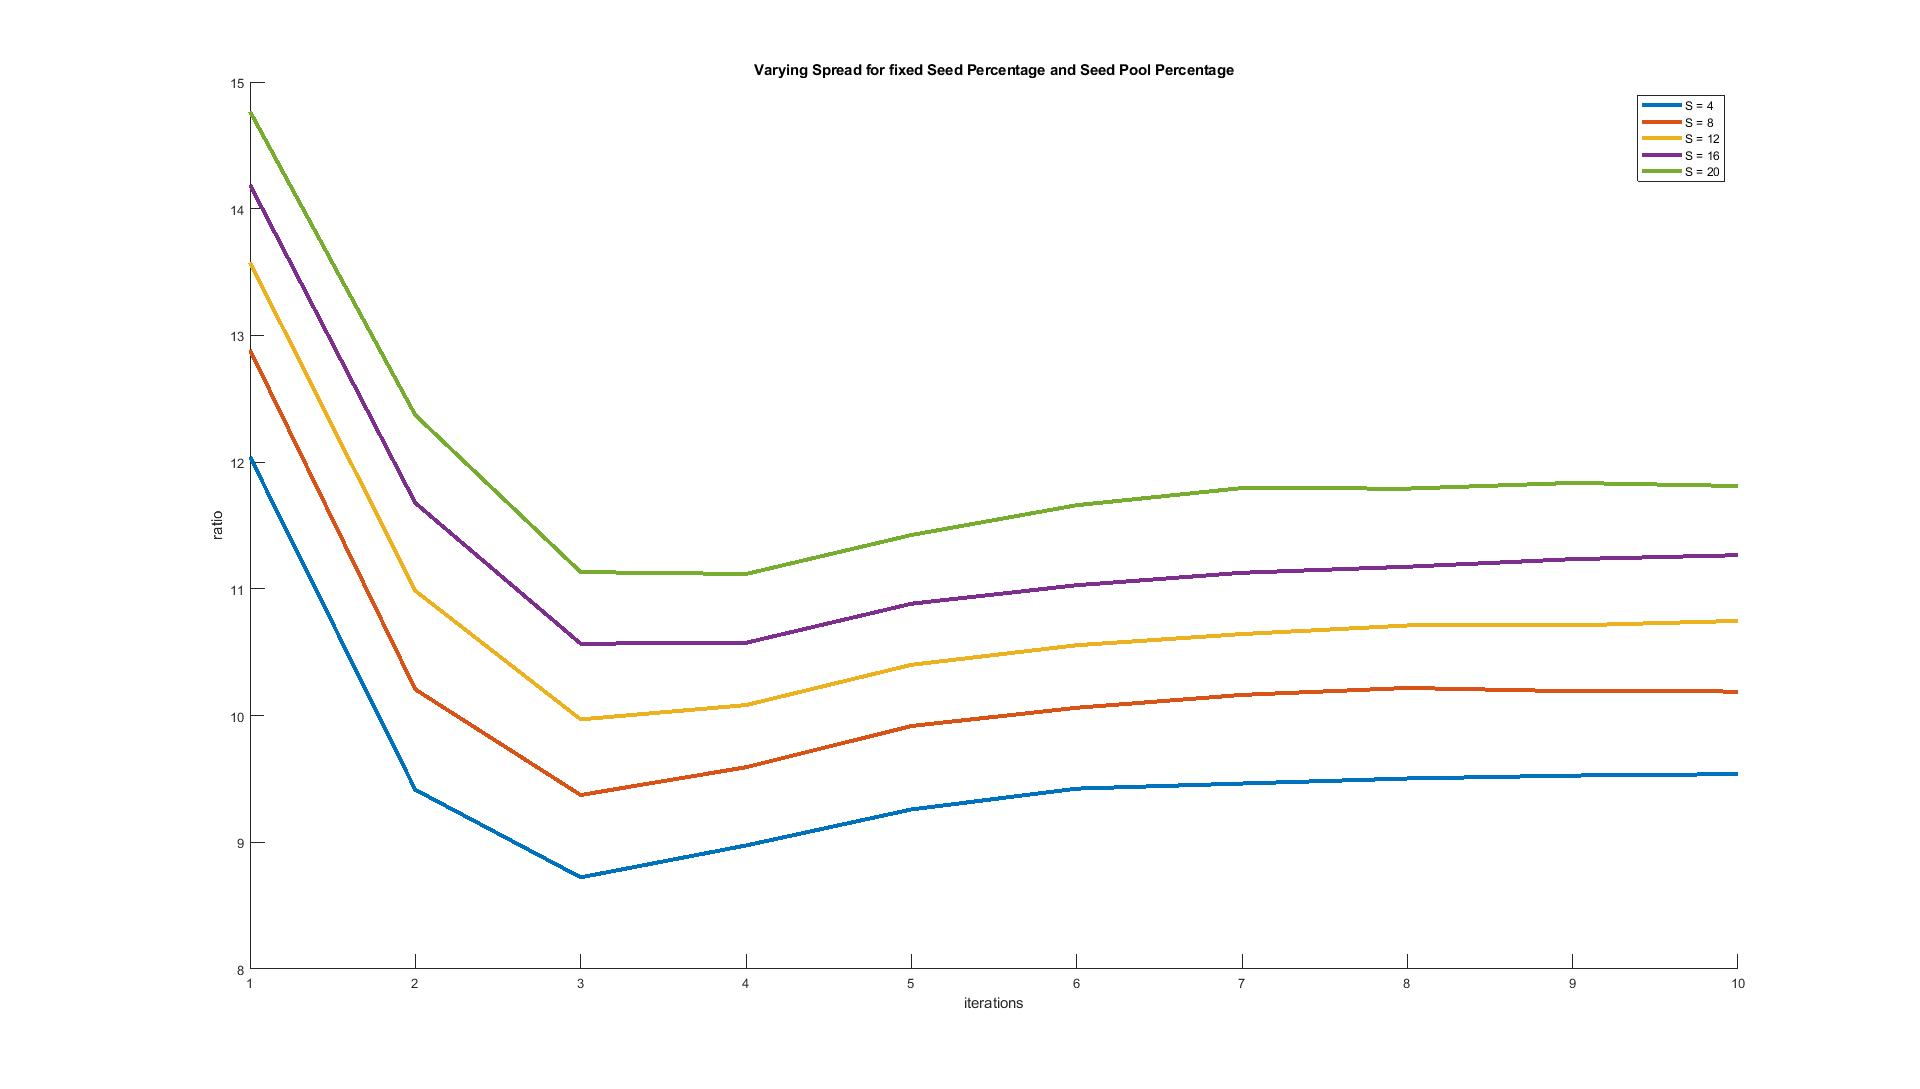 Varying Spread for fixed Seed Percentage and Seed Pool Percentage
15
14
13
12
11
10
9
8
ratio
S = 4
S = 8
S = 12
S = 16
S = 20
1 2 3 4 5 6 7 8 9 10
iterations